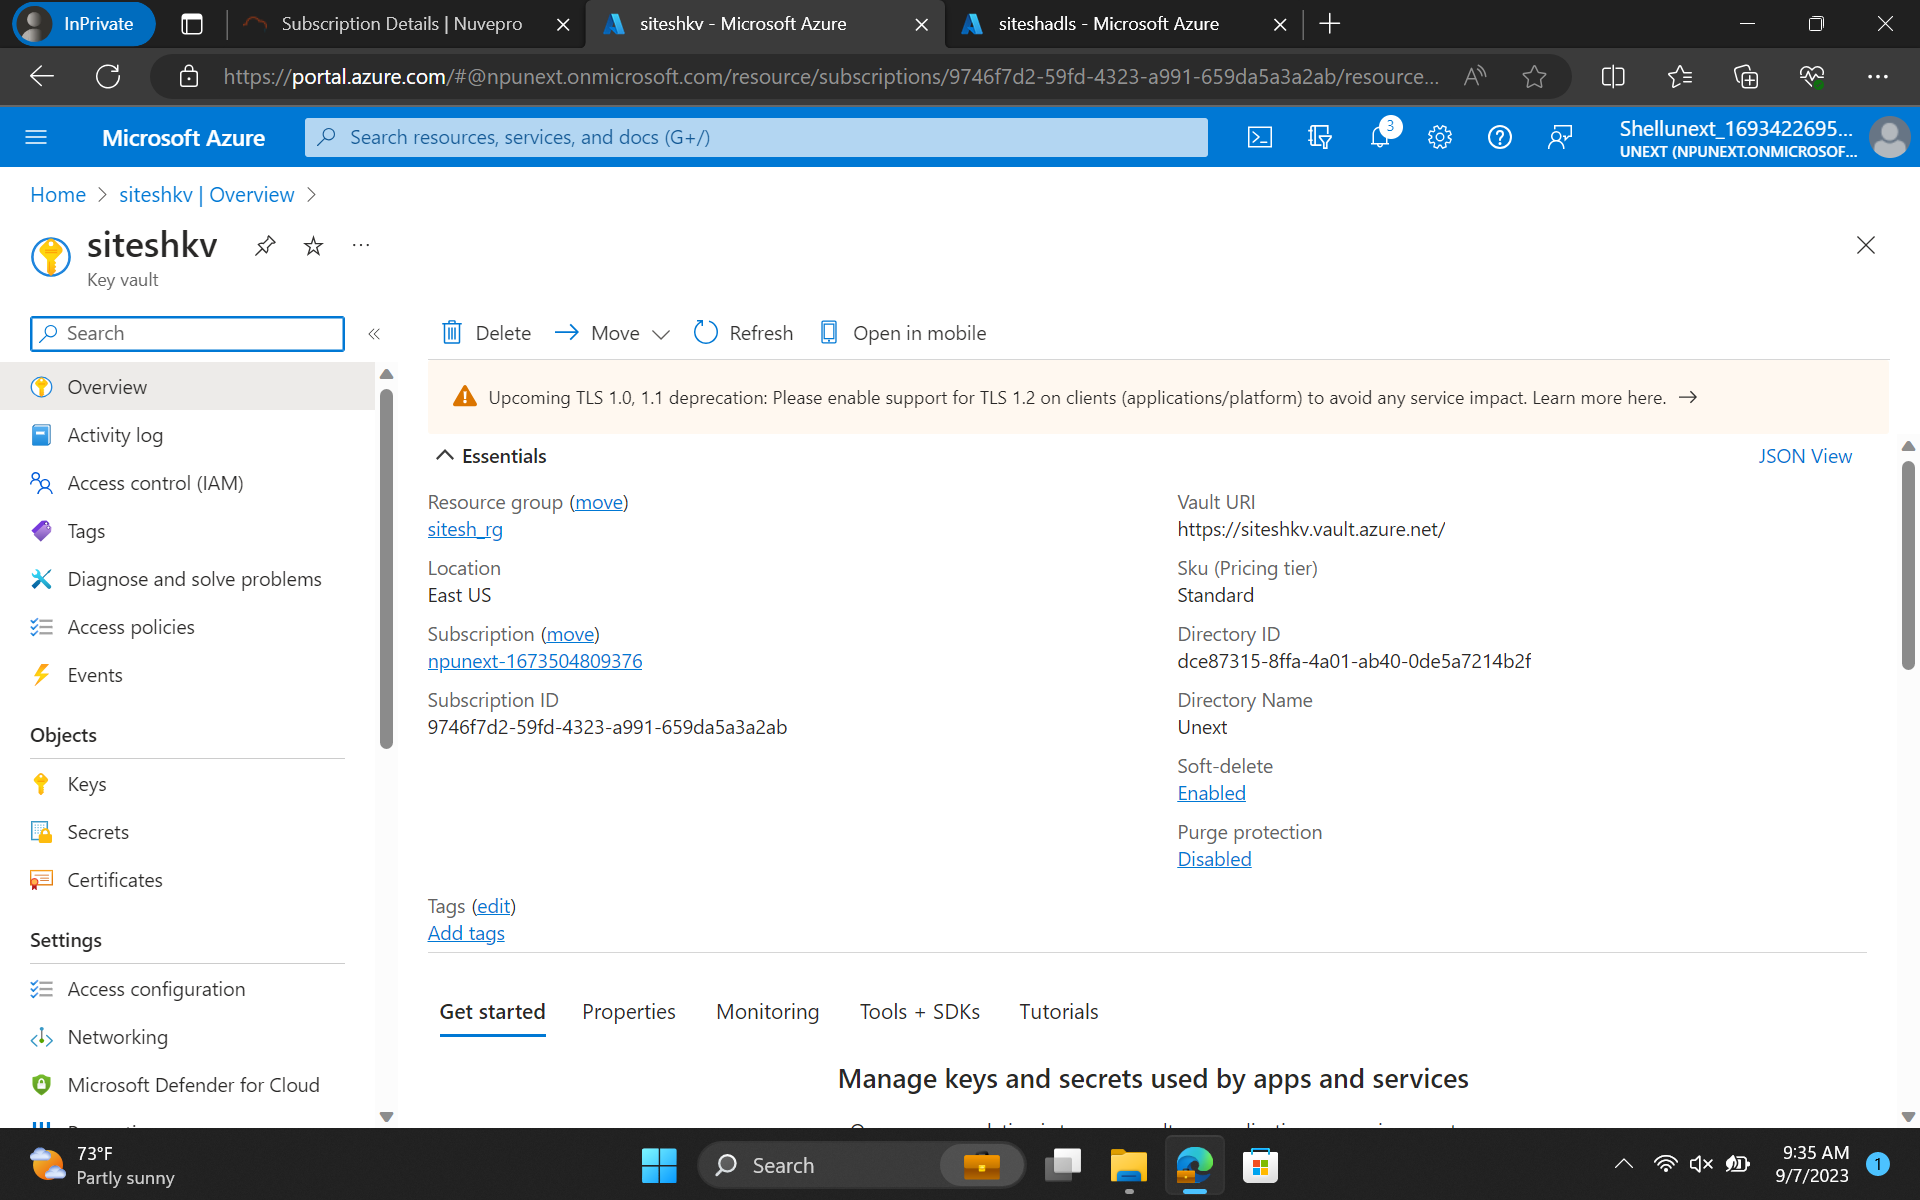 InPrivate
Subscription Details | Nuvepro
siteshkv - Microsoft Azure
siteshadls - Microsoft Azure
https://portal.azure.com/#@npunext.onmicrosoft.com/resource/subscriptions/9746f7d2-59fd-4323-a991-659da5a3a2ab/resource...
Microsoft Azure
Search resources, services, and docs (G+/)
3
Shellunext_1693422695...
UNEXT (NPUNEXT.ONMICROSOF...
Home
siteshkv | Overview
siteshkv
Key vault
Search
Overview
Activity log
Access control (IAM)
Tags
Diagnose and solve problems
Access policies
Events
Objects
Keys
Secrets
Certificates
Settings
Access configuration
Networking
Microsoft Defender for Cloud
Delete
Move
Refresh
Open in mobile
Upcoming TLS 1.0, 1.1 deprecation: Please enable support for TLS 1.2 on clients (applications/platform) to avoid any service impact. Learn more here.
Essentials
JSON View
Resource group (move)
sitesh_rg
Location
East US
Subscription (move)
npunext-1673504809376
Subscription ID
9746f7d2-59fd-4323-a991-659da5a3a2ab
Vault URI
https://siteshkv.vault.azure.net/
Sku (Pricing tier)
Standard
Directory ID
dce87315-8ffa-4a01-ab40-0de5a7214b2f
Directory Name
Unext
Soft-delete
Enabled
Purge protection
Disabled
Tags (edit)
Add tags
Get started
Properties
Monitoring
Tools + SDKs
Tutorials
Manage keys and secrets used by apps and services
73°F
Partly sunny
Search
9:35 AM
9/7/2023
1